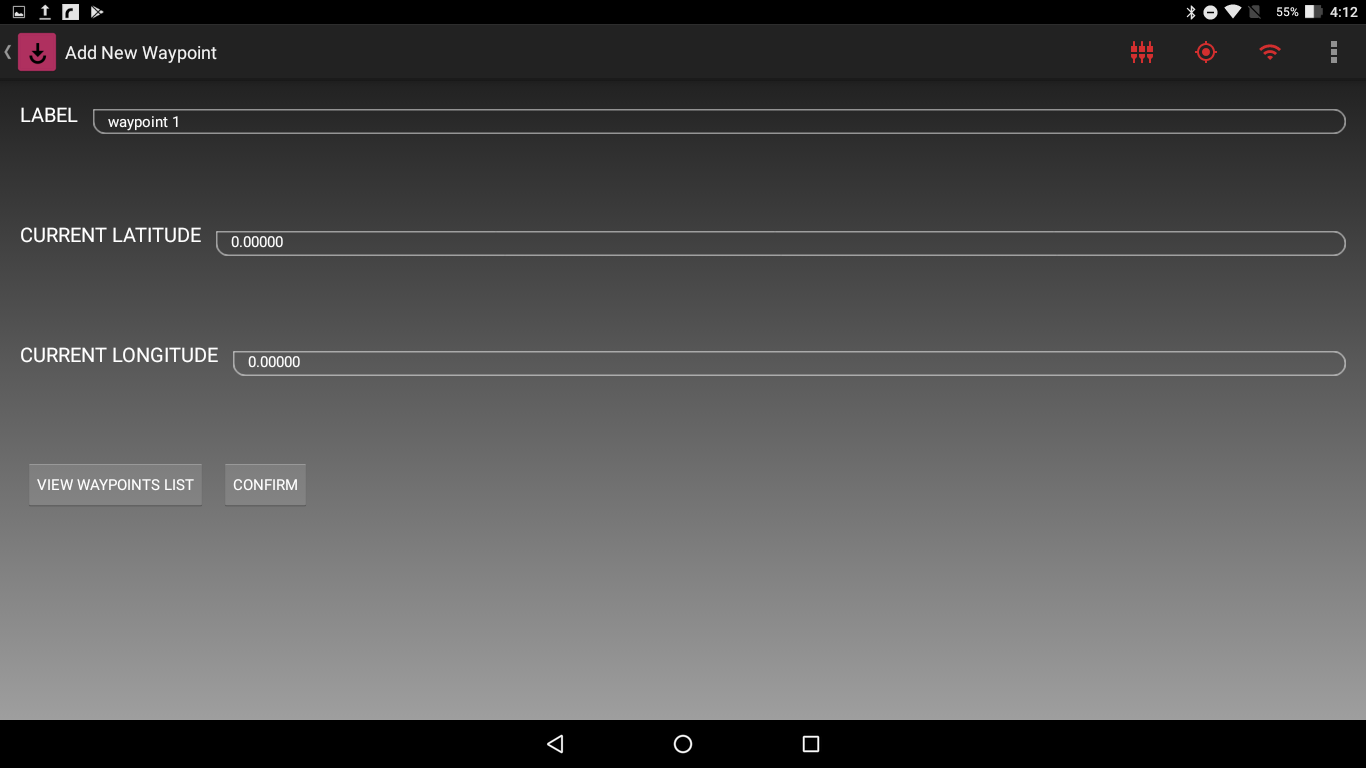 55% 4:12
Add New Waypoint
LABEL waypoint 1
CURRENT LATITUDE 0.00000
CURRENT LONGITUDE 0.00000
VIEW WAYPOINTS LIST CONFIRM